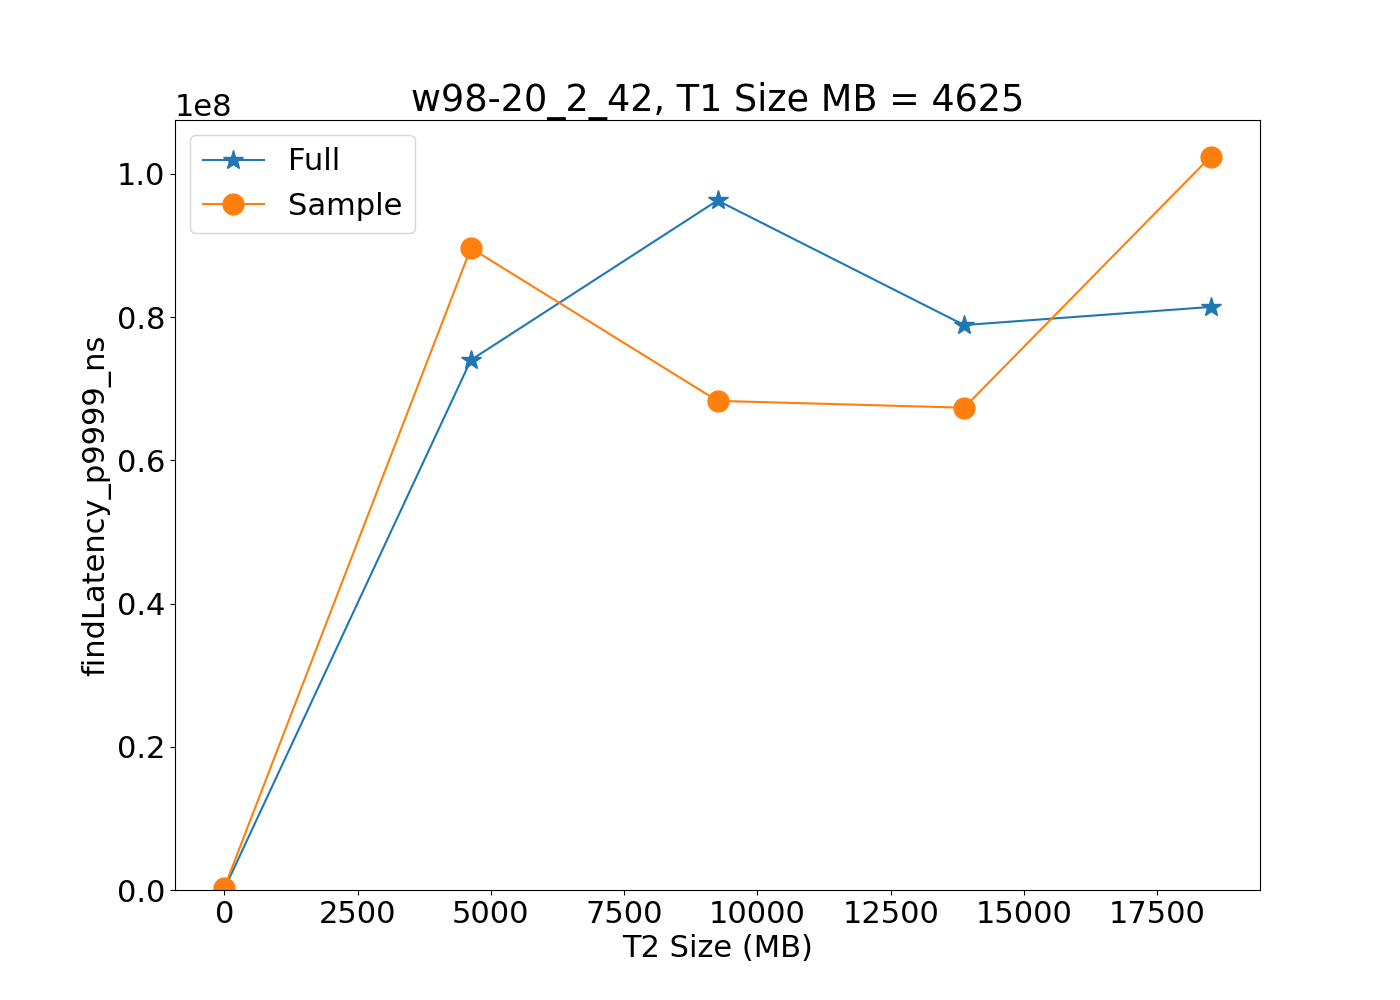 w98-20_2_42, T1 Size MB = 4625
1e8
Full
Sample
1.0
0.8
0.6
0.4
0.2
0.0
findLatency_p9999_ns
0 2500 5000 7500 10000 12500 15000 17500
T2 Size (MB)